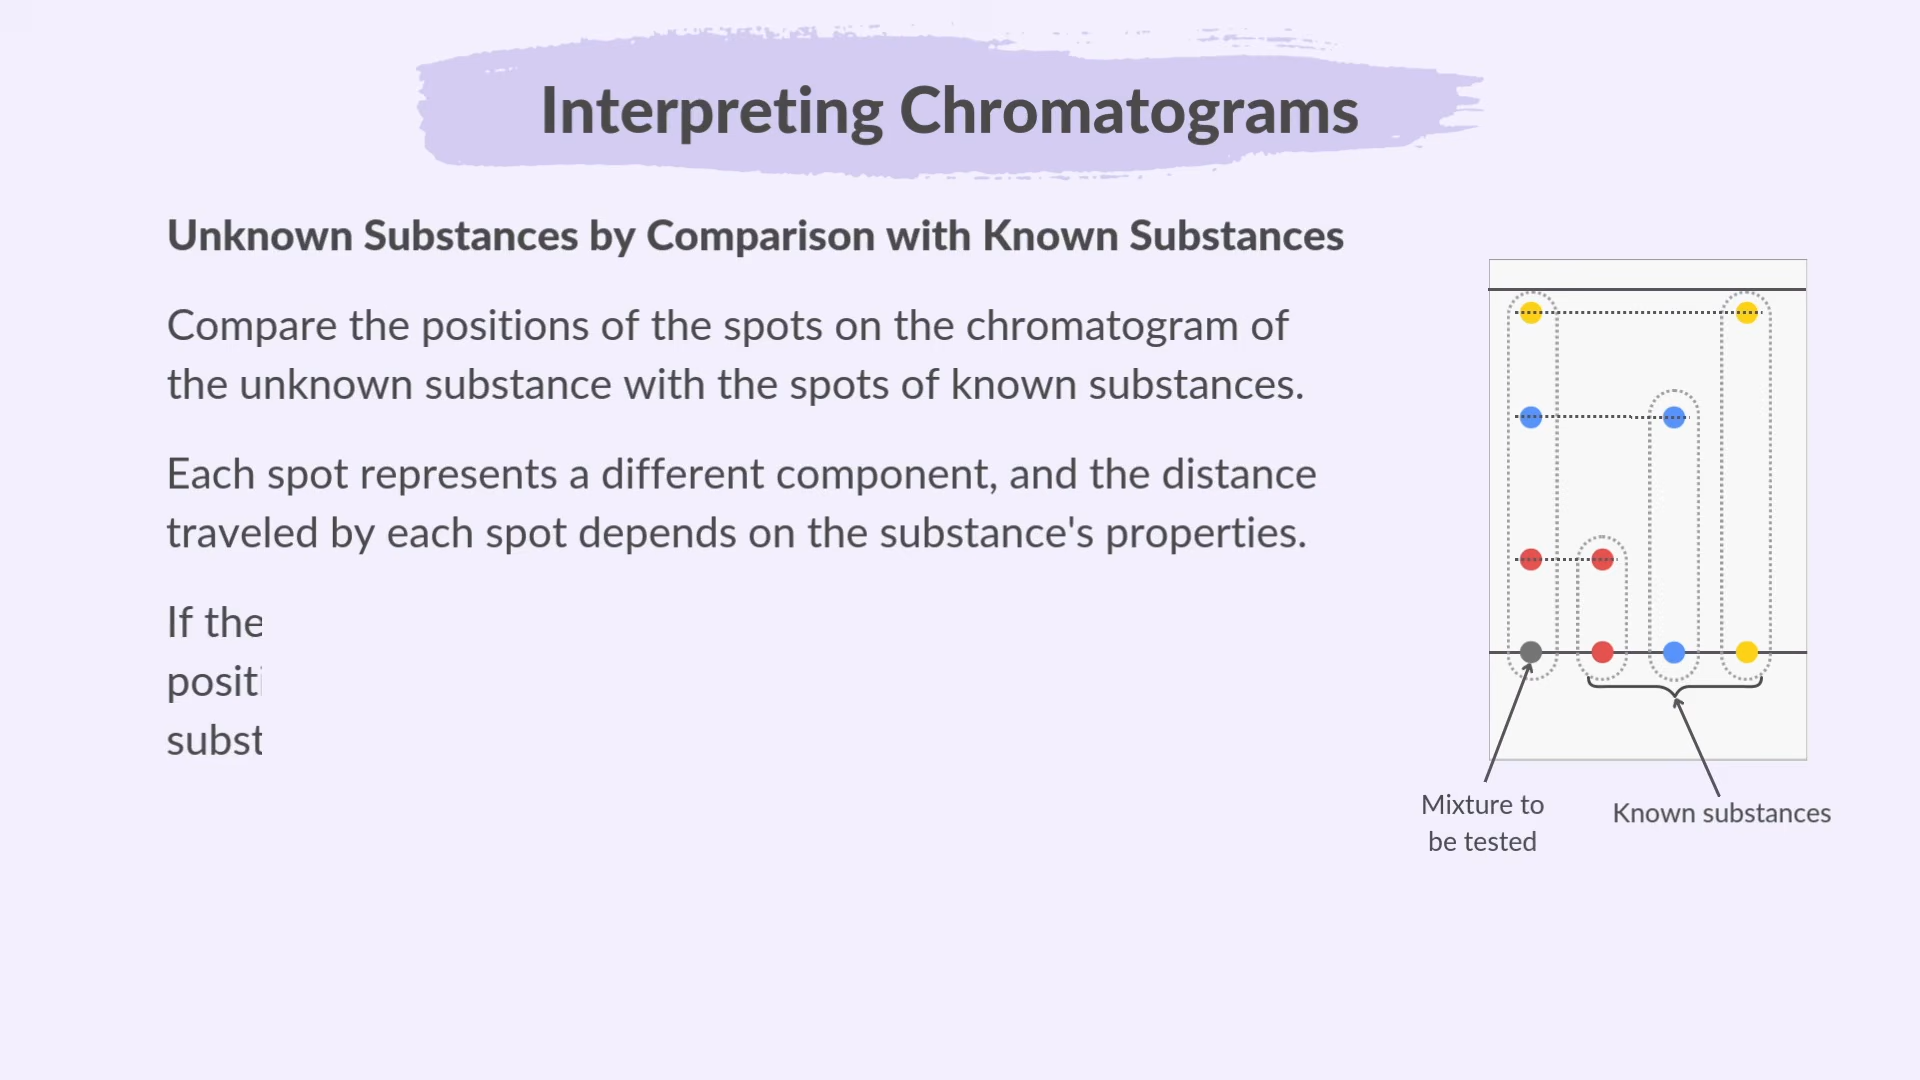 Interpreting Chromatograms
Unknown Substances by Comparison with Known Substances
Compare the positions of the spots on the chromatogram of
the unknown substance with the spots of known substances.
Each spot represents a different component, and the distance
traveled by each spot depends on the substance's properties.
If the
positi
subst
Mixture to
be tested
Known substances